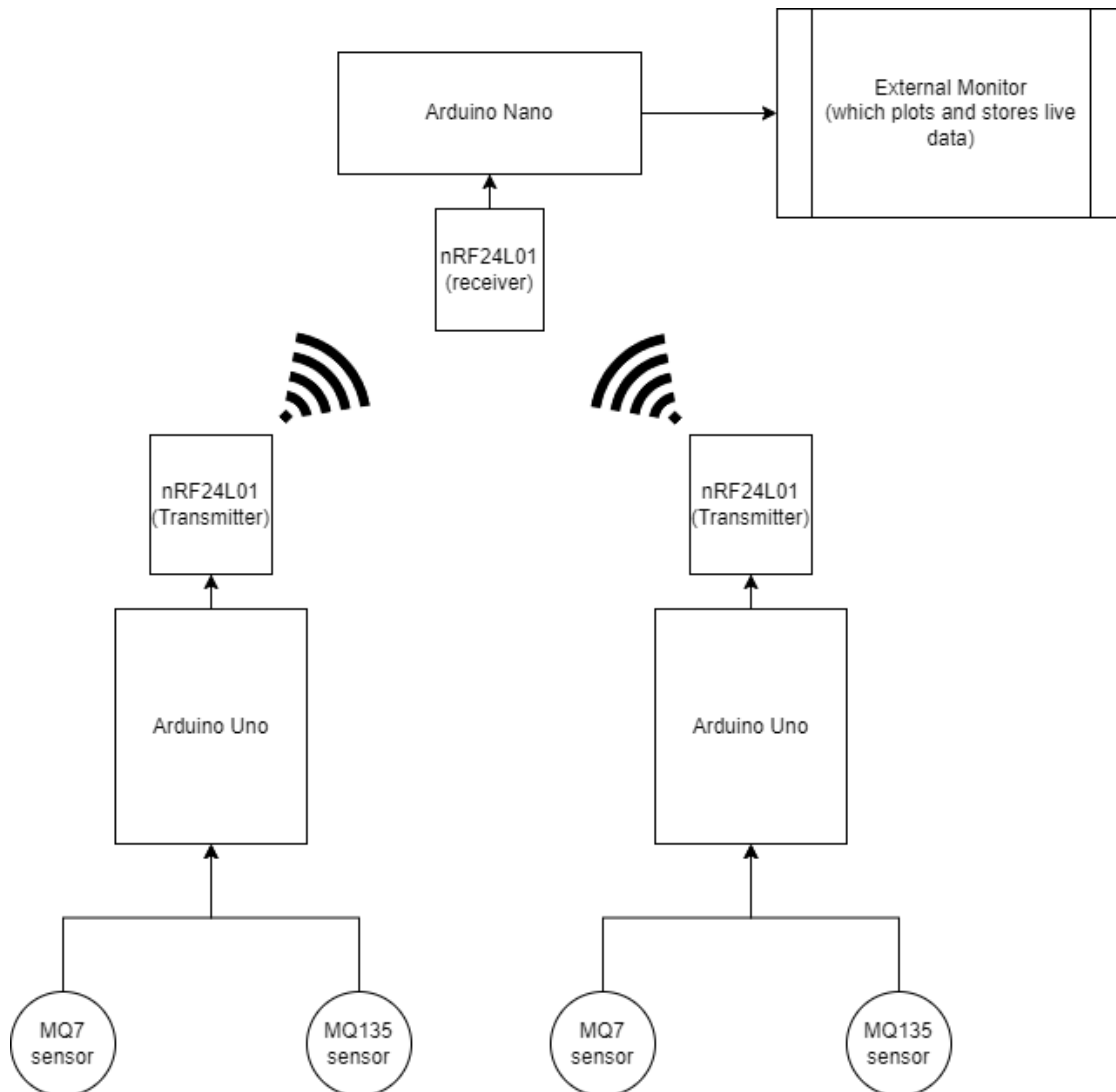 Arduino Nano
External Monitor
(which plots and stores live
data)
nRF24L01
(receiver)
nRF24L01
(Transmitter)
nRF24L01
(Transmitter)
Arduino Uno
Arduino Uno
MQ7
sensor
MQ135
sensor
MQ7
sensor
MQ135
sensor